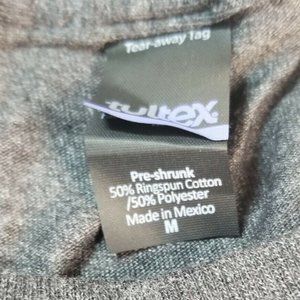 Tear-away Tag
tultex
Pre-shrunk
50% Ringspun Cotton
/50% Polyester
Made in Mexico
M